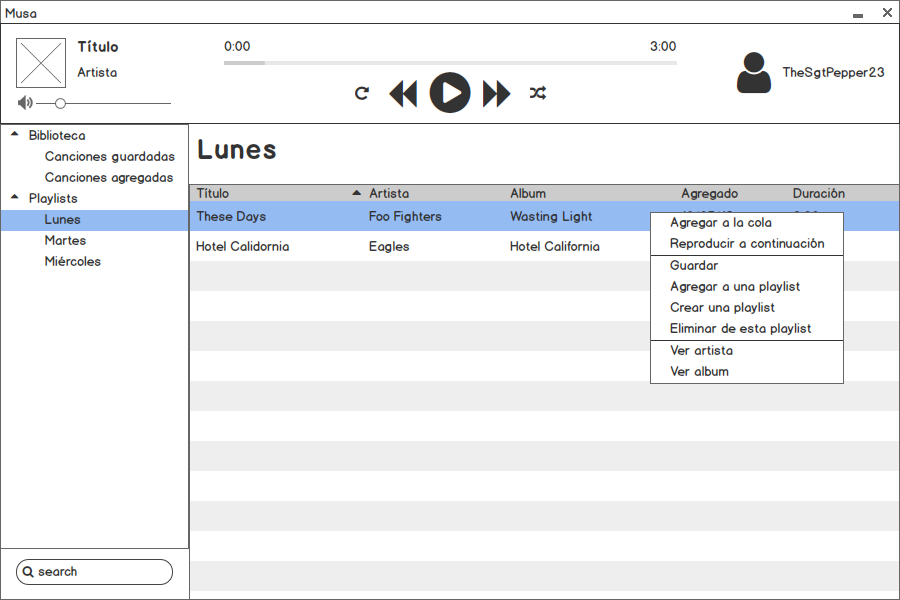 Musa
Título
Artista
0:00
3:00
TheSgtPepper23
Biblioteca
Canciones guardadas
Canciones agregadas
Playlists
Lunes
Martes
Miércoles
search
Lunes
Título Artista Album Agregado Duración
These Days Foo Fighters Wasting Light
Hotel Calidornia Eagles Hotel California
Agregar a la cola
Reproducir a continuación
Guardar
Agregar a una playlist
Crear una playlist
Eliminar de esta playlist
Ver artista
Ver album